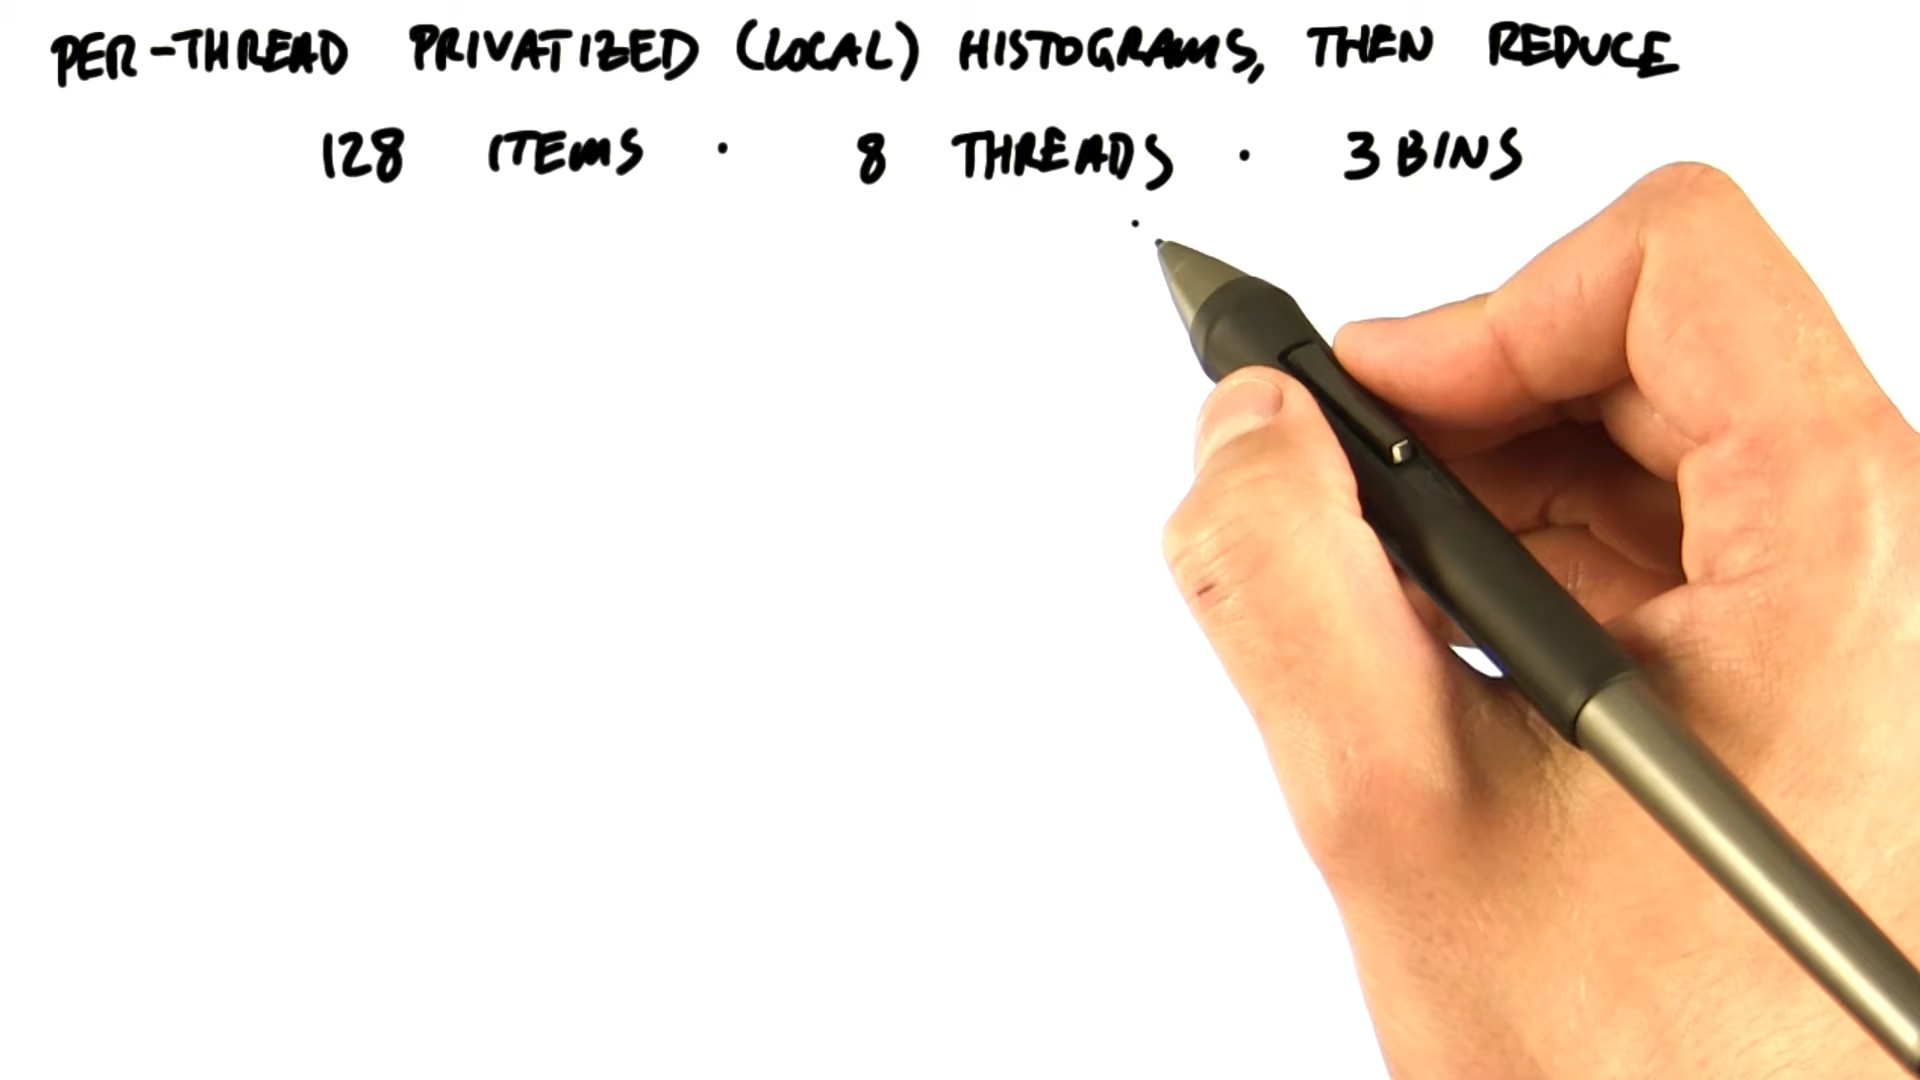 PER-THREAD PRIVATIZED (LOCAL) HISTOGRAMS, THEN REDUCE
128 ITEMS · 8 THREADS · 3 BINS